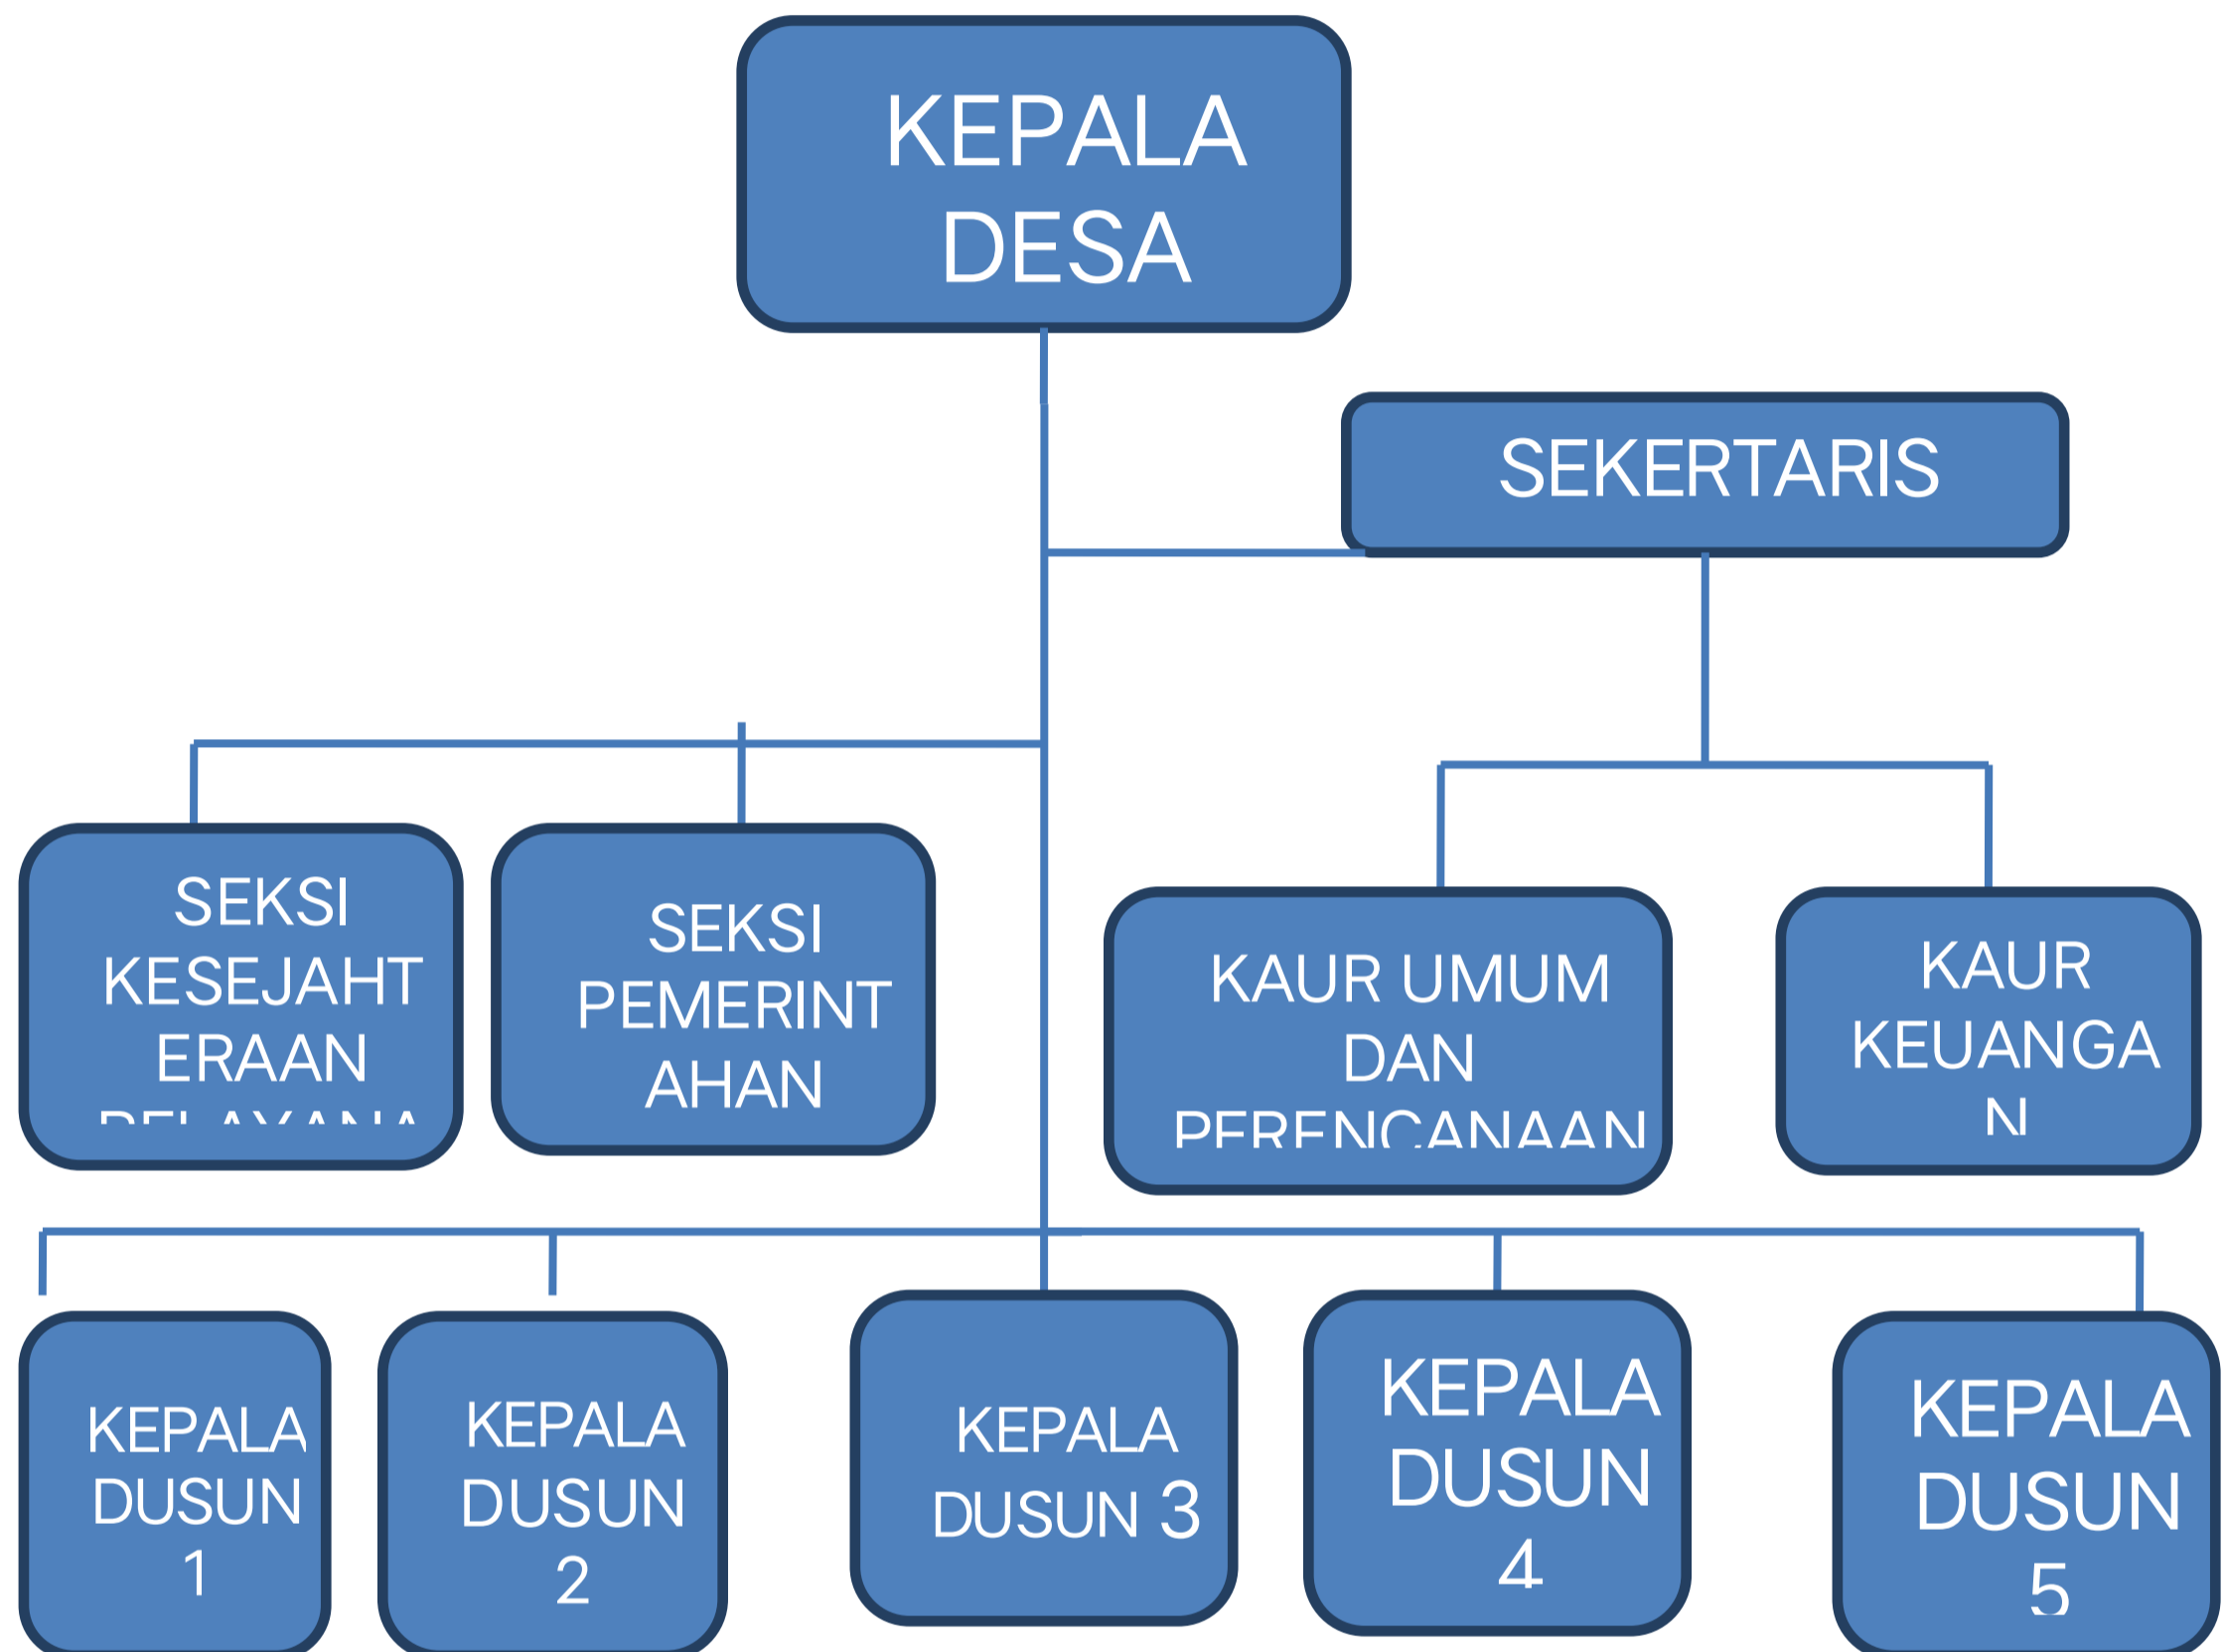 KEPALA
DESA
SEKERTARIS
SEKSI
KESEJAHT
ERAAN
SEKSI
PEMERINT
AHAN
KAUR UMUM
DAN
PERENCANAAN
KAUR
KEUANGA
N
KEPALA
DUSUN
1
KEPALA
DUSUN
2
KEPALA
DUSUN 3
KEPALA
DUSUN
4
KEPALA
DUSUN
5